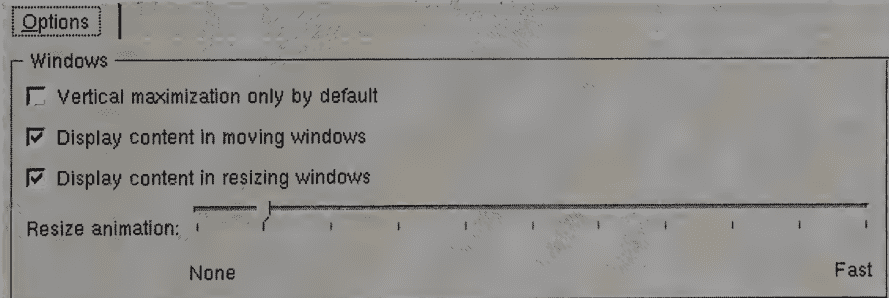 Options
Windows
Vertical maximization only by default
Display content in moving windows
Display content in resizing windows
Resize animation:
None Fast